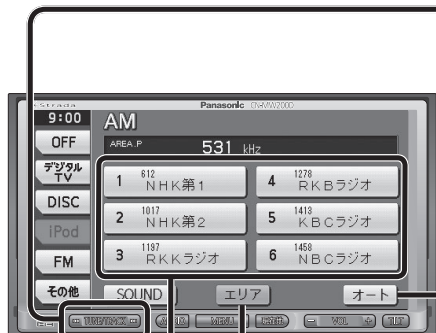 Strada Panasonic CN-MW200D
9:00
AM
OFF
AREA.P 531 kHz
デジタル
TV
1 612 NHK第1
4 1278 RKBラジオ
DISC
2 1017 NHK第2
5 1413 KBCラジオ
iPod
3 1197 RKKラジオ
6 1458 NBCラジオ
FM
その他
SOUND
エリア
オート
TUNE/TRACK
MENU
VOL
TILT